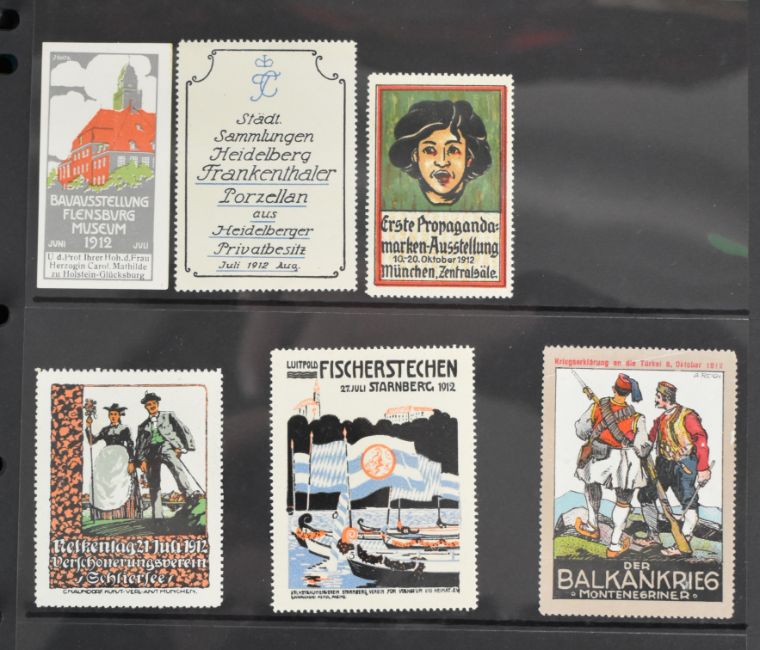 BAUAUSSTELLUNG
FLENSBURG
MUSEUM
JUNI 1912 JULI
U. d. Prot. Ihrer Hoh. d. Frau
Herzogin Carol. Mathilde
zu Holstein-Glücksburg
Städt.
Sammlungen
Heidelberg
Frankenthaler
Porzellan
aus
Heidelberger
Privatbesitz
Juli 1912 Aug.
Erste Propaganda-
marken-Ausstellung
10.-20. Oktober 1912
München, Zentralsäle.
Nelkentag 21 Juli 1912
Verschönerungsverein
Schliersee
LUITPOLD FISCHERSTECHEN
27. JULI STARNBERG 1912
Kriegserklärung an die Türkei 8. Oktober 1912
DER
BALKANKRIEG
MONTENEGRINER